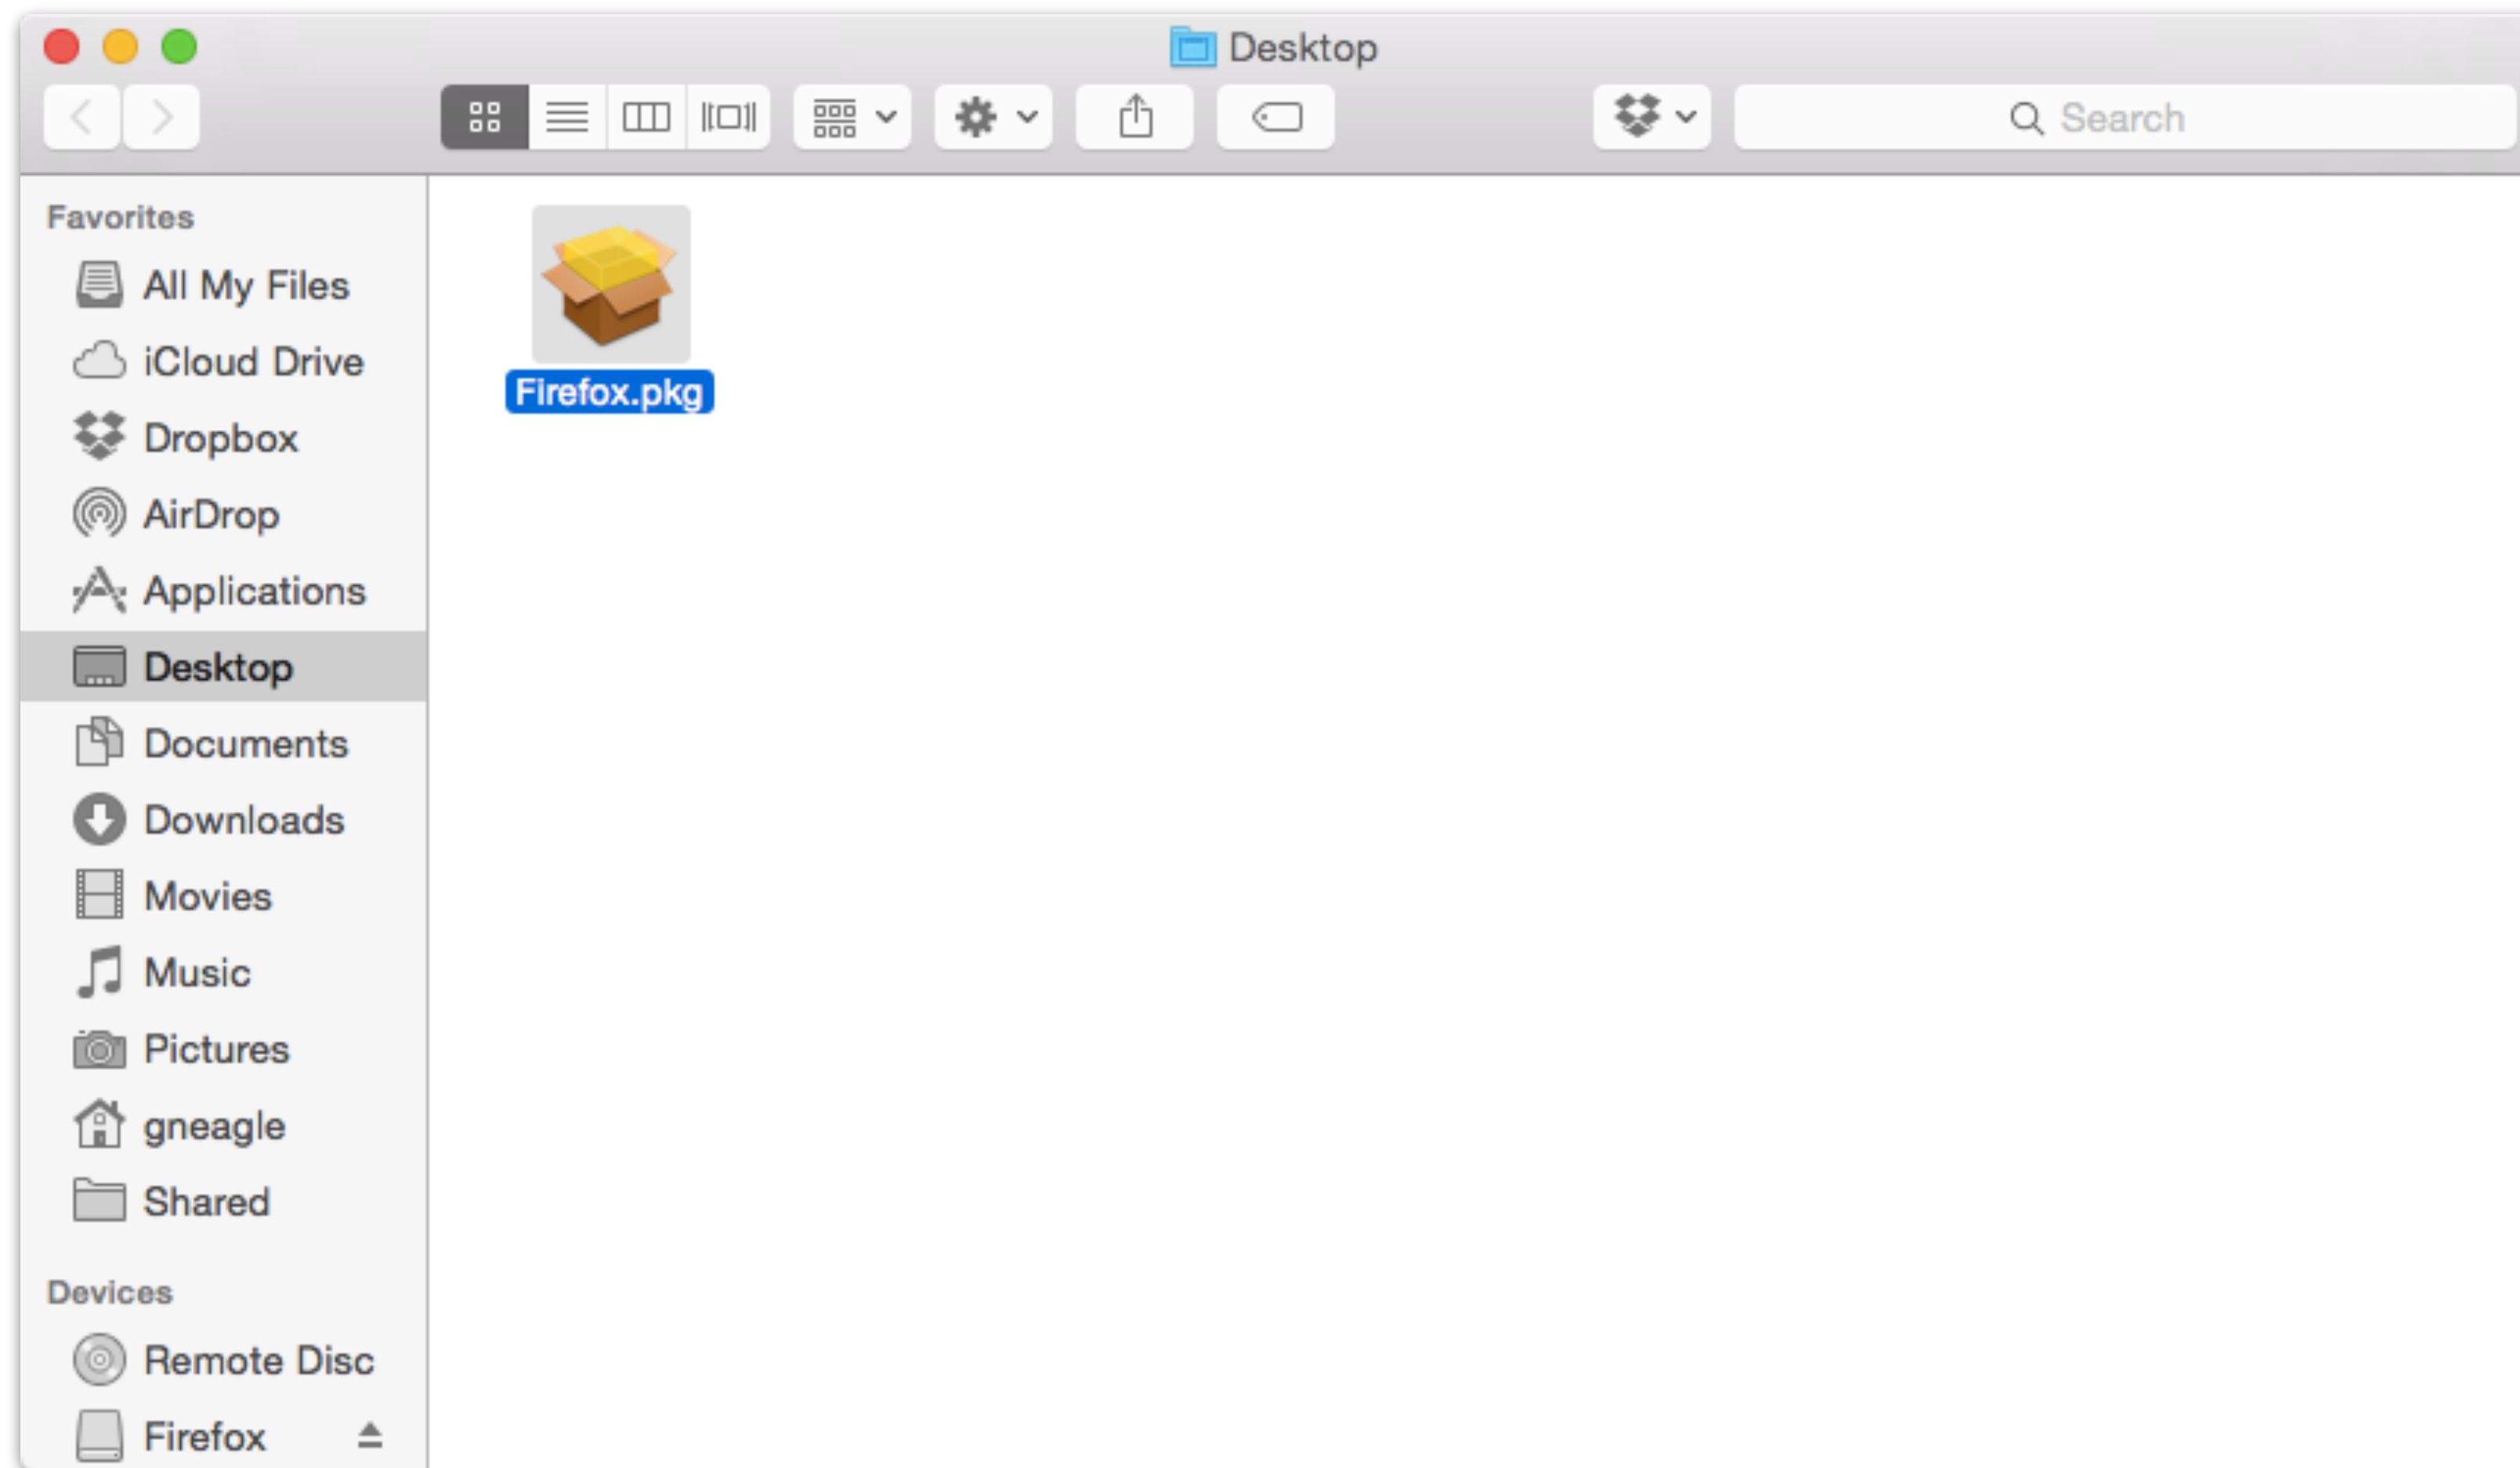 Desktop
Search
Favorites
All My Files
iCloud Drive
Dropbox
AirDrop
Applications
Desktop
Documents
Downloads
Movies
Music
Pictures
gneagle
Shared
Devices
Remote Disc
Firefox
Firefox.pkg